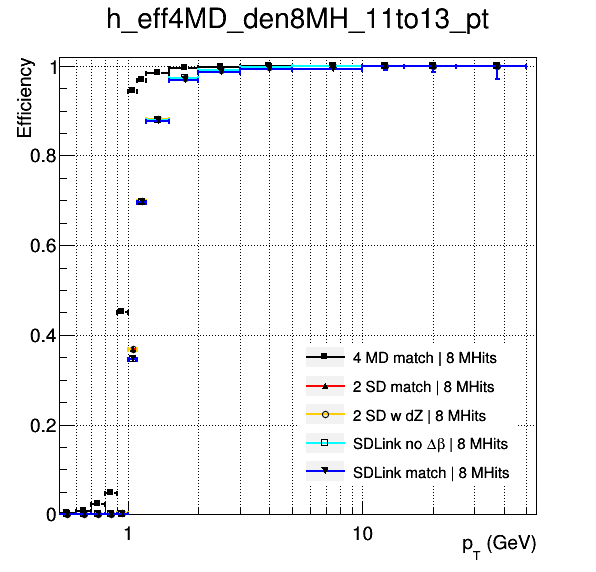 h_eff4MD_den8MH_11to13_pt
Efficiency
1
0.8
0.6
0.4
0.2
0
4 MD match | 8 MHits
2 SD match | 8 MHits
2 SD w dZ | 8 MHits
SDLink no Δβ | 8 MHits
SDLink match | 8 MHits
1
10
p_T (GeV)